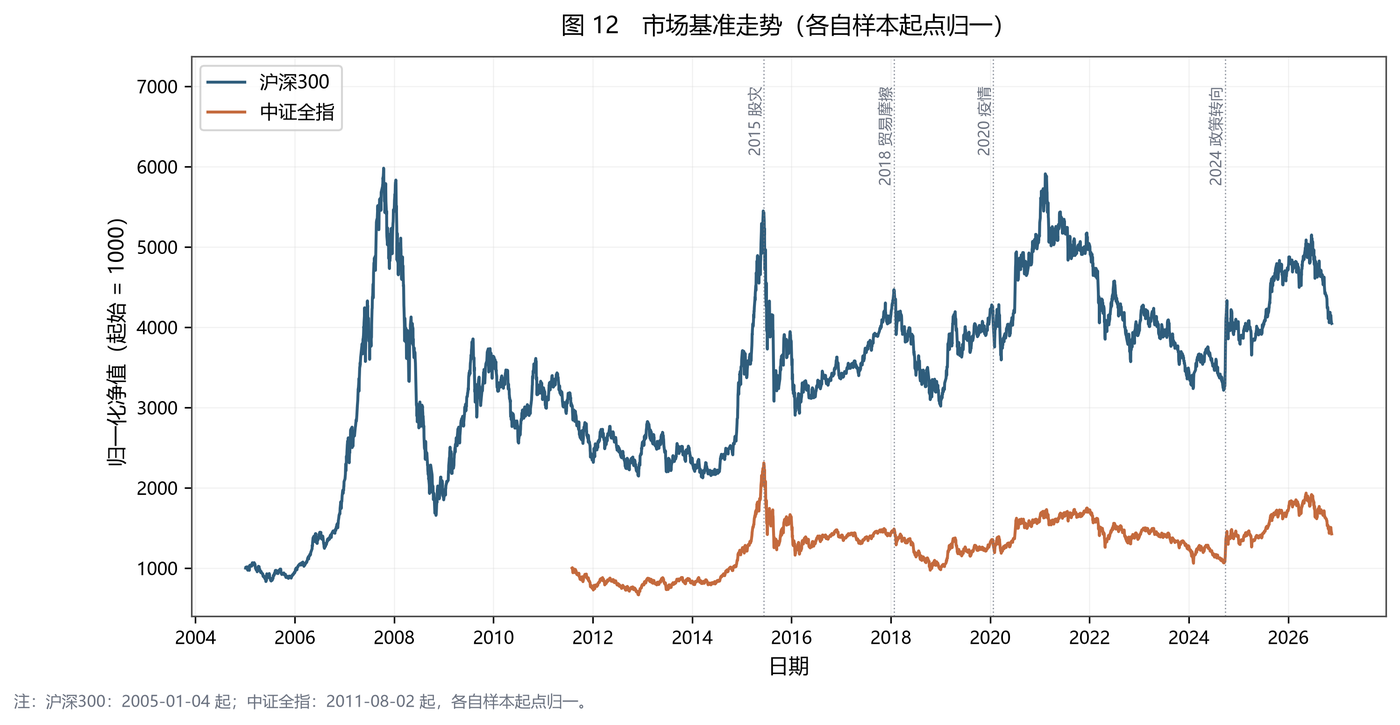 图 12 市场基准走势（各自样本起点归一）
沪深300
中证全指
2015 股灾
2018 贸易摩擦
2020 疫情
2024 政策转向
归一化净值（起始 = 1000）
7000
6000
5000
4000
3000
2000
1000
2004 2006 2008 2010 2012 2014 2016 2018 2020 2022 2024 2026
日期
注：沪深300：2005-01-04 起；中证全指：2011-08-02 起，各自样本起点归一。